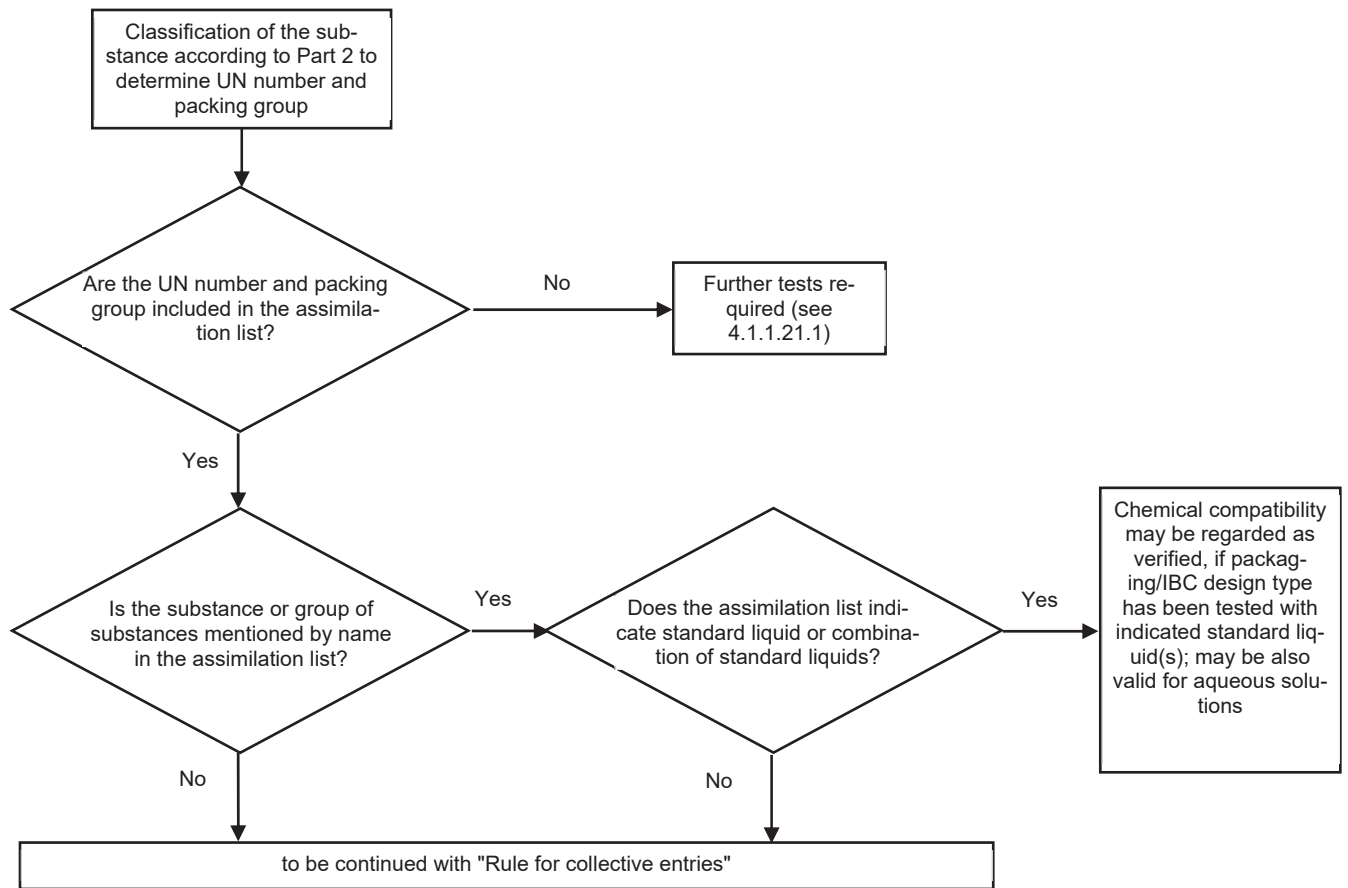 Classification of the sub-
stance according to Part 2 to
determine UN number and
packing group
Are the UN number and packing
group included in the assimila-
tion list?
No
Further tests re-
quired (see
4.1.1.21.1)
Yes
Is the substance or group of
substances mentioned by name
in the assimilation list?
Yes
Does the assimilation list indi-
cate standard liquid or combina-
tion of standard liquids?
Yes
Chemical compatibility
may be regarded as
verified, if packag-
ing/IBC design type
has been tested with
indicated standard liq-
uid(s); may be also
valid for aqueous solu-
tions
No
No
to be continued with "Rule for collective entries"